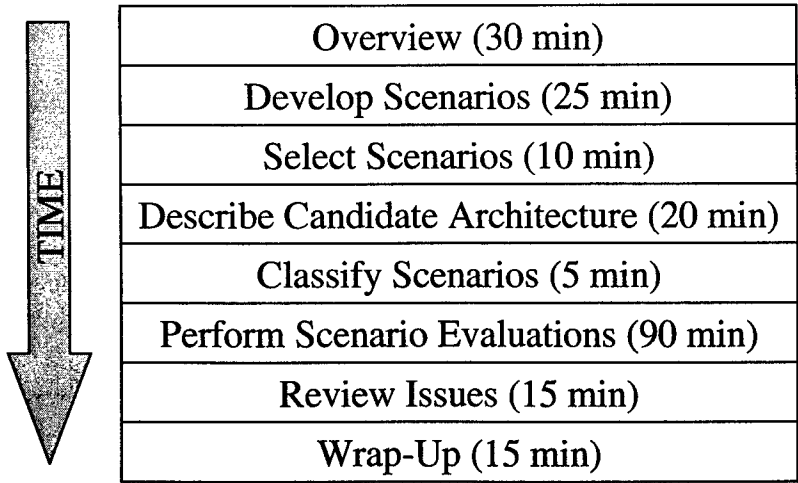 TIME
Overview (30 min)
Develop Scenarios (25 min)
Select Scenarios (10 min)
Describe Candidate Architecture (20 min)
Classify Scenarios (5 min)
Perform Scenario Evaluations (90 min)
Review Issues (15 min)
Wrap-Up (15 min)